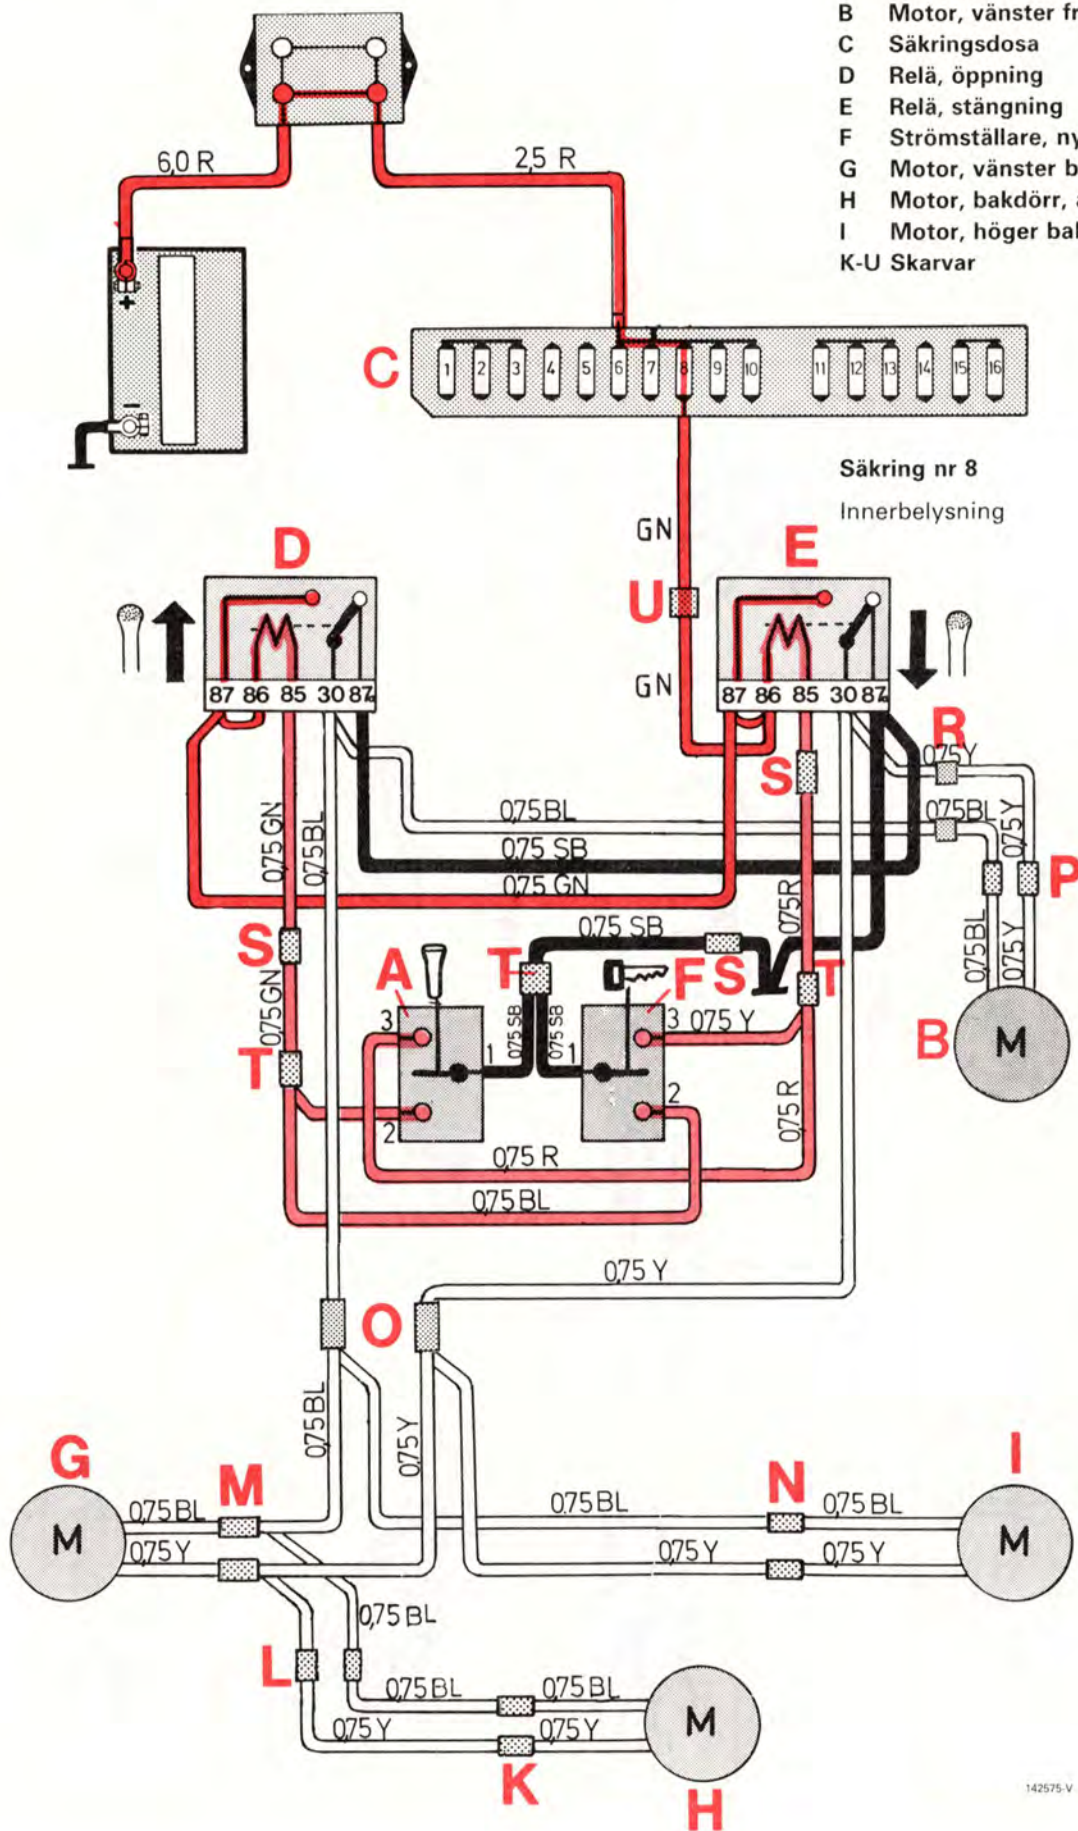 B Motor, vänster fr
C Säkringsdosa
D Relä, öppning
E Relä, stängning
F Strömställare, ny
G Motor, vänster b
H Motor, bakdörr,
I Motor, höger bak
K-U Skarvar
6,0 R
2,5 R
+
−
C
1 2 3 4 5 6 7 8 9 10 11 12 13 14 15 16
Säkring nr 8
Innerbelysning
GN
D
E
U
GN
87 86 85 30 87a
87 86 85 30 87a
R
S
0,75 Y
0,75 BL
0,75 BL
0,75 Y
0,75 SB
0,75 GN
0,75 GN
0,75 BL
0,75 R
P
0,75 BL
0,75 Y
S
0,75 SB
A
T
F
S
T
0,75 GN
3
1
0,75 SB
0,75 SB
1
3
0,75 Y
B
M
T
2
2
0,75 R
0,75 R
0,75 BL
0,75 Y
O
0,75 BL
0,75 Y
G
M
N
I
0,75 BL
0,75 BL
0,75 BL
M
M
0,75 Y
0,75 Y
0,75 Y
0,75 BL
L
0,75 BL
0,75 BL
M
0,75 Y
0,75 Y
K
H
142575-V